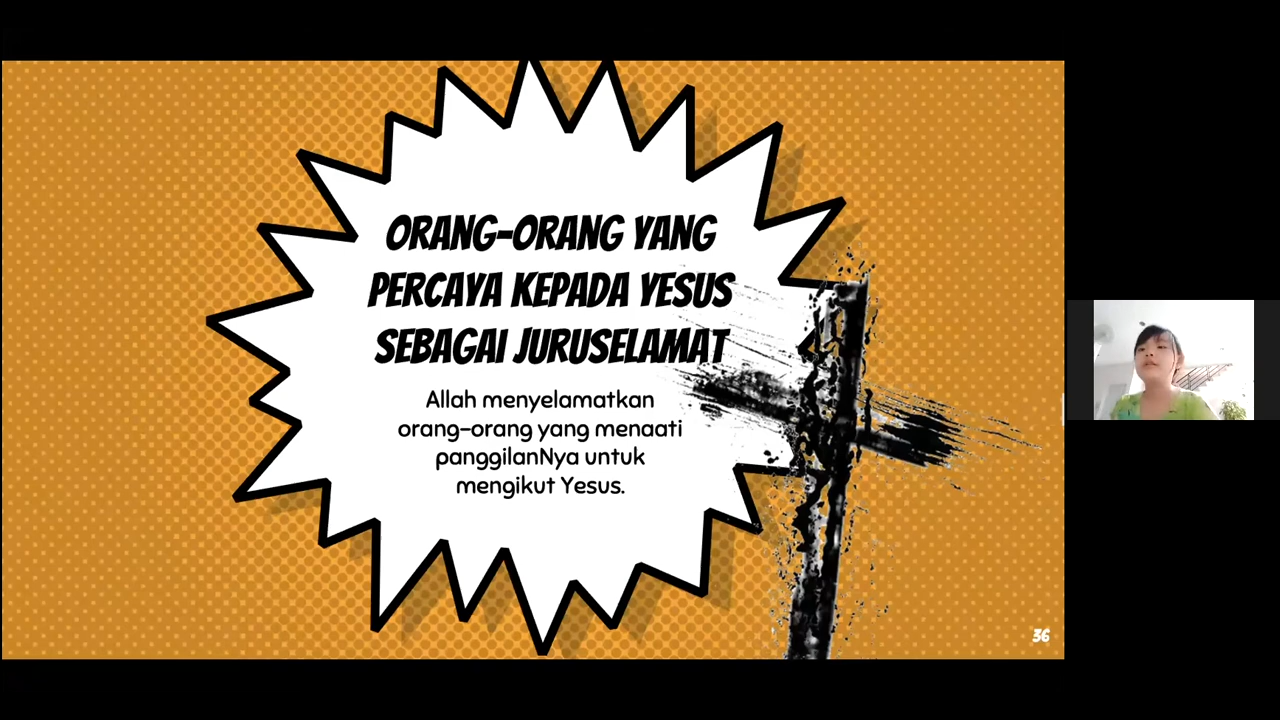 ORANG-ORANG YANG
PERCAYA KEPADA YESUS
SEBAGAI JURUSELAMAT
Allah menyelamatkan
orang-orang yang menaati
panggilanNya untuk
mengikut Yesus.
36